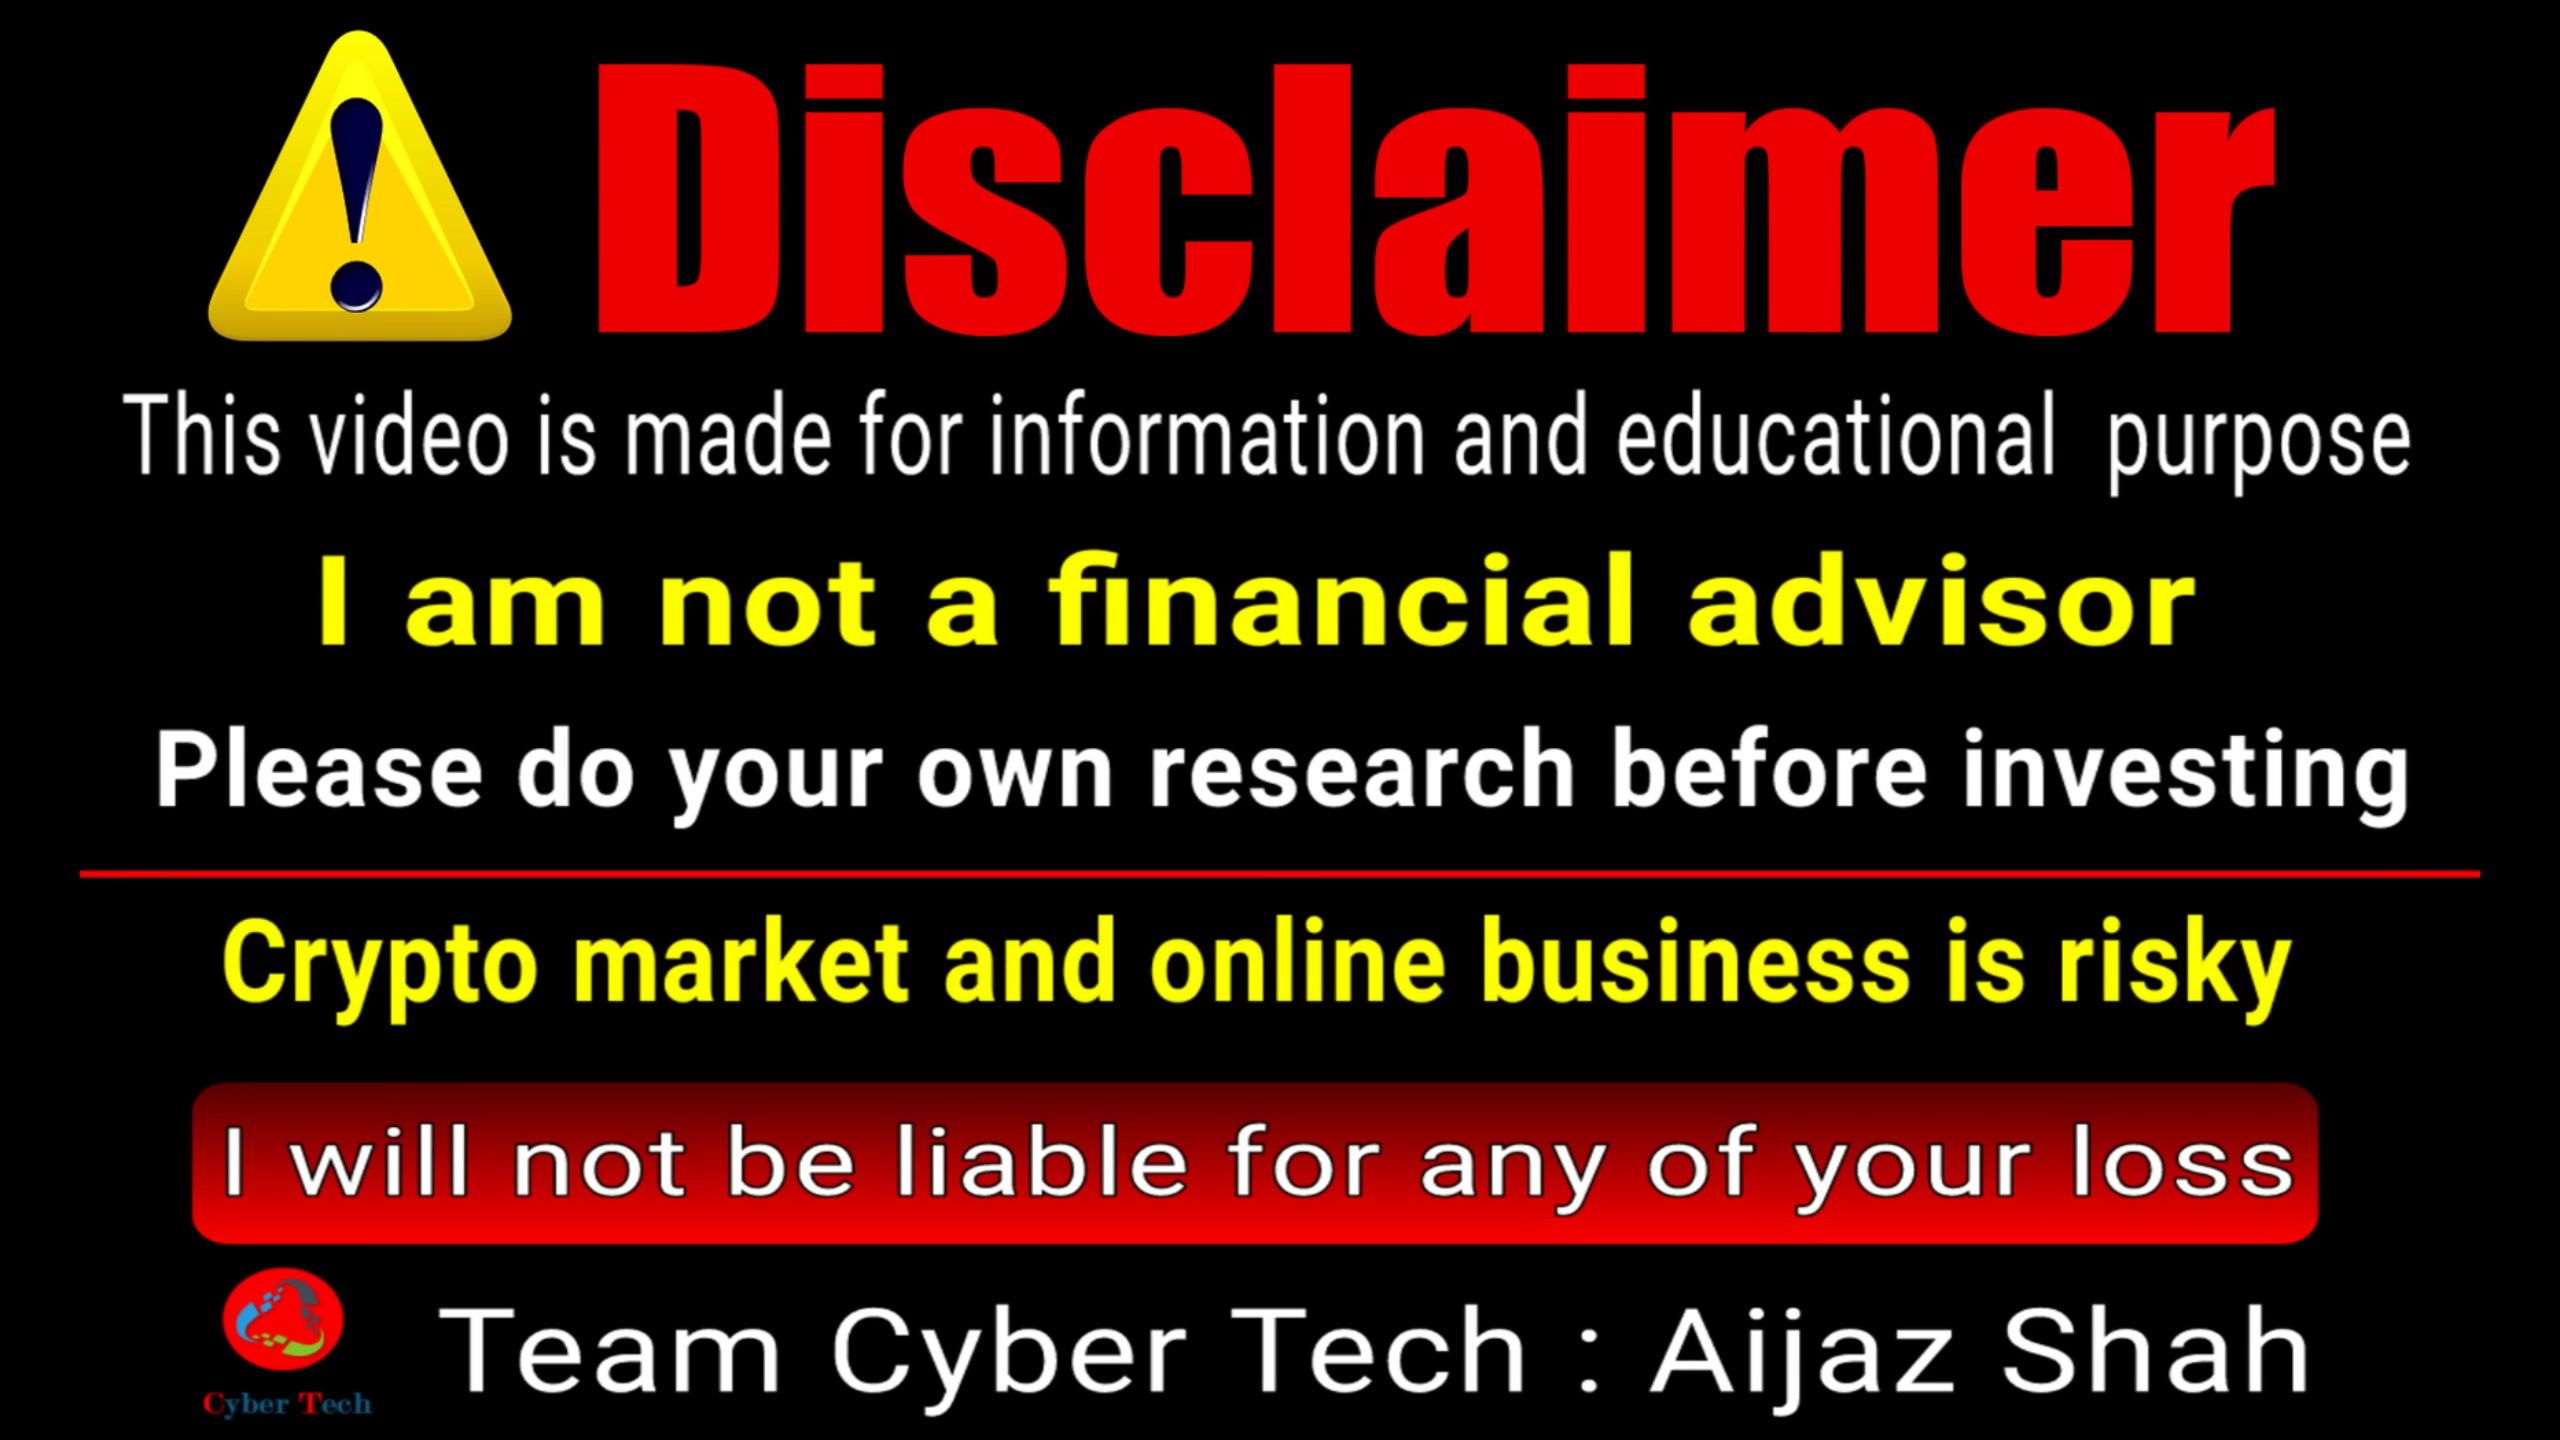 Disclaimer
This video is made for information and educational purpose
I am not a financial advisor
Please do your own research before investing
Crypto market and online business is risky
I will not be liable for any of your loss
Cyber Tech
Team Cyber Tech : Aijaz Shah